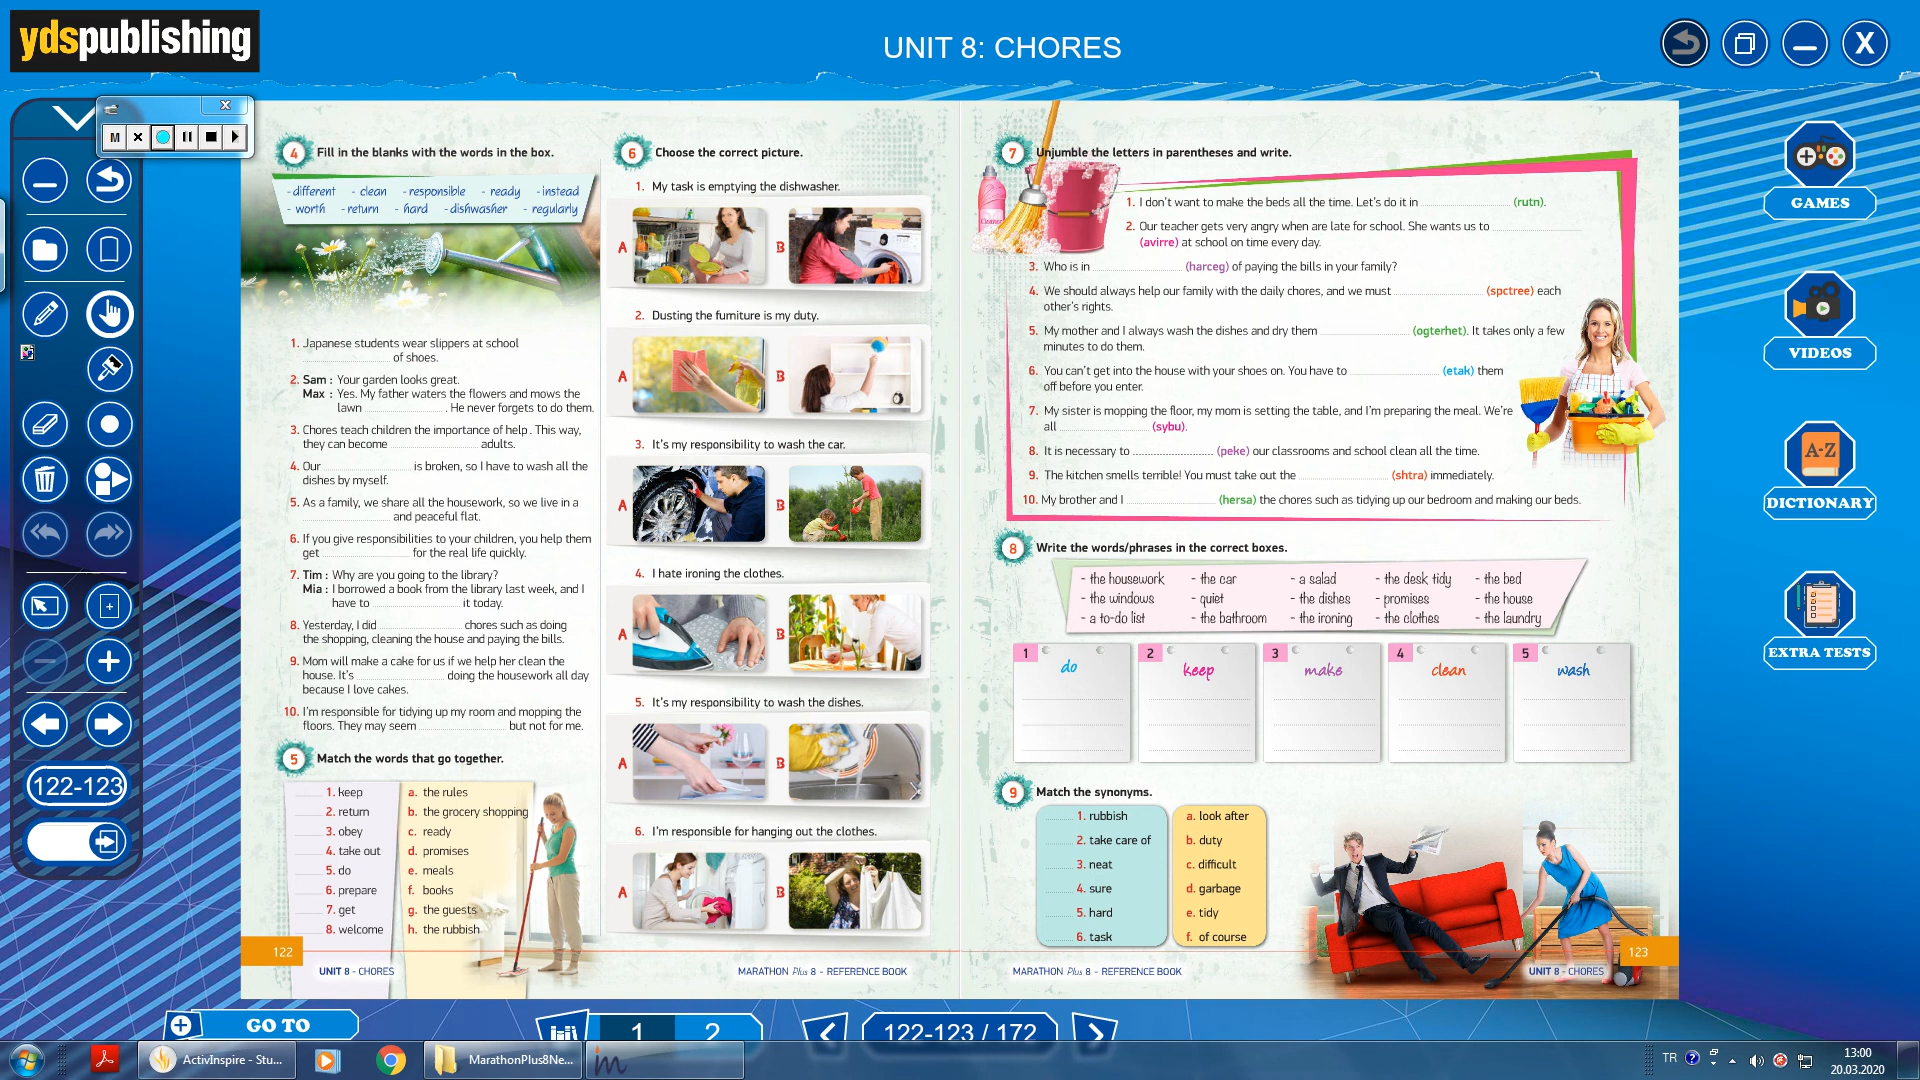 ydspublishing
UNIT 8: CHORES
M
4 Fill in the blanks with the words in the box.
- different - clean - responsible - ready - instead
- worth - return - hard - dishwasher - regularly
1. Japanese students wear slippers at school
of shoes.
2. Sam : Your garden looks great.
Max : Yes. My father waters the flowers and mows the
lawn . He never forgets to do them.
3. Chores teach children the importance of help . This way,
they can become adults.
4. Our is broken, so I have to wash all the
dishes by myself.
5. As a family, we share all the housework, so we live in a
and peaceful flat.
6. If you give responsibilities to your children, you help them
get for the real life quickly.
7. Tim : Why are you going to the library?
Mia : I borrowed a book from the library last week, and I
have to it today.
8. Yesterday, I did chores such as doing
the shopping, cleaning the house and paying the bills.
9. Mom will make a cake for us if we help her clean the
house. It's doing the housework all day
because I love cakes.
10. I'm responsible for tidying up my room and mopping the
floors. They may seem but not for me.
5 Match the words that go together.
1. keep a. the rules
2. return b. the grocery shopping
3. obey c. ready
4. take out d. promises
5. do e. meals
6. prepare f. books
7. get g. the guests
8. welcome h. the rubbish
122
UNIT 8 - CHORES
6 Choose the correct picture.
1. My task is emptying the dishwasher.
A B
2. Dusting the furniture is my duty.
A B
3. It's my responsibility to wash the car.
A B
4. I hate ironing the clothes.
A B
5. It's my responsibility to wash the dishes.
A B
6. I'm responsible for hanging out the clothes.
A B
MARATHON Plus 8 - REFERENCE BOOK
7 Unjumble the letters in parentheses and write.
Cleaner
1. I don't want to make the beds all the time. Let's do it in (rutn).
2. Our teacher gets very angry when are late for school. She wants us to
(avirre) at school on time every day.
3. Who is in (harceg) of paying the bills in your family?
4. We should always help our family with the daily chores, and we must (spctree) each
other's rights.
5. My mother and I always wash the dishes and dry them (ogterhet). It takes only a few
minutes to do them.
6. You can't get into the house with your shoes on. You have to (etak) them
off before you enter.
7. My sister is mopping the floor, my mom is setting the table, and I'm preparing the meal. We're
all (sybu).
8. It is necessary to (peke) our classrooms and school clean all the time.
9. The kitchen smells terrible! You must take out the (shtra) immediately.
10. My brother and I (hersa) the chores such as tidying up our bedroom and making our beds.
8 Write the words/phrases in the correct boxes.
- the housework - the car - a salad - the desk tidy - the bed
- the windows - quiet - the dishes - promises - the house
- a to-do list - the bathroom - the ironing - the clothes - the laundry
1 do 2 keep 3 make 4 clean 5 wash
9 Match the synonyms.
1. rubbish a. look after
2. take care of b. duty
3. neat c. difficult
4. sure d. garbage
5. hard e. tidy
6. task f. of course
MARATHON Plus 8 - REFERENCE BOOK
UNIT 8 - CHORES
123
GAMES
VIDEOS
A-Z
DICTIONARY
EXTRA TESTS
122-123
GO TO
1 2
122-123 / 172
ActivInspire - Stu...
MarathonPlus8Ne...
TR
13:00
20.03.2020